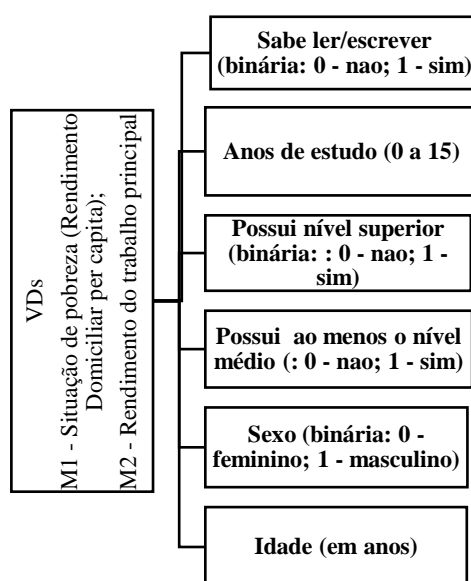 VDs
M1 - Situação de pobreza (Rendimento
Domiciliar per capita);
M2 - Rendimento do trabalho principal
Sabe ler/escrever
(binária: 0 - nao; 1 - sim)
Anos de estudo (0 a 15)
Possui nível superior
(binária: : 0 - nao; 1 -
sim)
Possui ao menos o nível
médio (: 0 - nao; 1 - sim)
Sexo (binária: 0 -
feminino; 1 - masculino)
Idade (em anos)